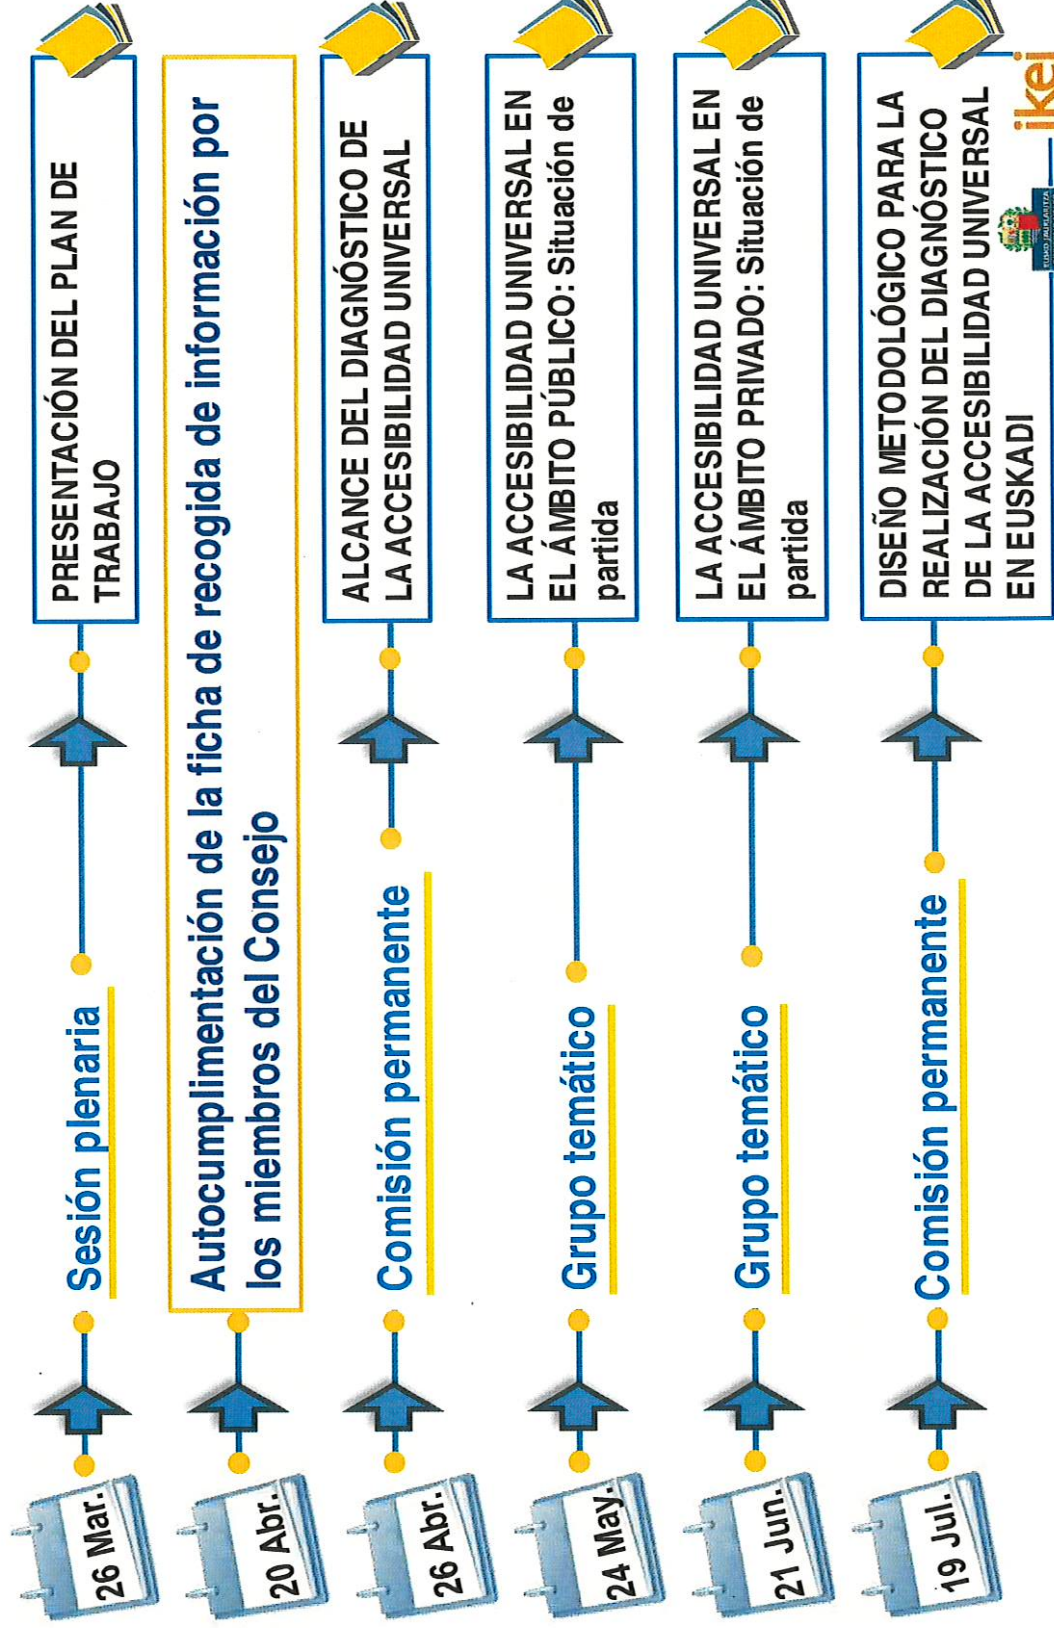 26 Mar.
Sesión plenaria
PRESENTACIÓN DEL PLAN DE
TRABAJO
20 Abr.
Autocumplimentación de la ficha de recogida de información por
los miembros del Consejo
26 Abr.
Comisión permanente
ALCANCE DEL DIAGNÓSTICO DE
LA ACCESIBILIDAD UNIVERSAL
24 May.
Grupo temático
LA ACCESIBILIDAD UNIVERSAL EN
EL ÁMBITO PÚBLICO: Situación de
partida
21 Jun.
Grupo temático
LA ACCESIBILIDAD UNIVERSAL EN
EL ÁMBITO PRIVADO: Situación de
partida
19 Jul.
Comisión permanente
DISEÑO METODOLÓGICO PARA LA
REALIZACIÓN DEL DIAGNÓSTICO
DE LA ACCESIBILIDAD UNIVERSAL
EN EUSKADI
EUSKO JAURLARITZA
ikei